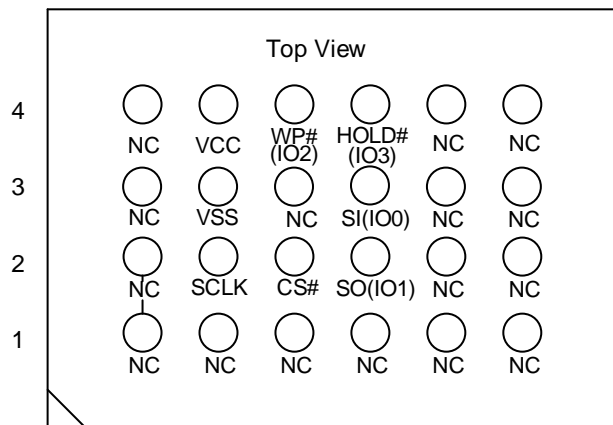 Top View
4
NC VCC WP# (IO2) HOLD# (IO3) NC NC
3
NC VSS NC SI(IO0) NC NC
2
NC SCLK CS# SO(IO1) NC NC
1
NC NC NC NC NC NC